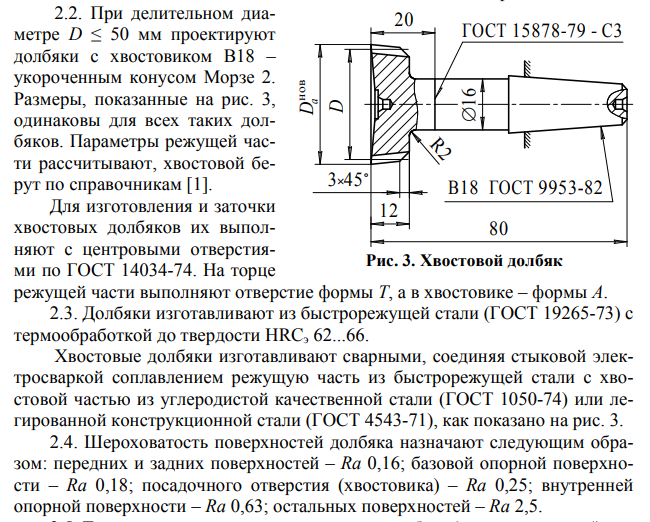 2.2. При делительном диа-
метре D ≤ 50 мм проектируют
долбяки с хвостовиком В18 –
укороченным конусом Морзе 2.
Размеры, показанные на рис. 3,
одинаковы для всех таких дол-
бяков. Параметры режущей час-
ти рассчитывают, хвостовой бе-
рут по справочникам [1].
Для изготовления и заточки
хвостовых долбяков их выпол-
няют с центровыми отверстия-
ми по ГОСТ 14034-74. На торце
20
ГОСТ 15878-79 - С3
Dₐнов
D
∅16
R2
3×45°
В18 ГОСТ 9953-82
12
80
Рис. 3. Хвостовой долбяк
режущей части выполняют отверстие формы Т, а в хвостовике – формы А.
2.3. Долбяки изготавливают из быстрорежущей стали (ГОСТ 19265-73) с
термообработкой до твердости HRCэ 62...66.
Хвостовые долбяки изготавливают сварными, соединяя стыковой элек-
тросваркой соплавлением режущую часть из быстрорежущей стали с хво-
стовой частью из углеродистой качественной стали (ГОСТ 1050-74) или ле-
гированной конструкционной стали (ГОСТ 4543-71), как показано на рис. 3.
2.4. Шероховатость поверхностей долбяка назначают следующим обра-
зом: передних и задних поверхностей – Ra 0,16; базовой опорной поверхно-
сти – Ra 0,18; посадочного отверстия (хвостовика) – Ra 0,25; внутренней
опорной поверхности – Ra 0,63; остальных поверхностей – Ra 2,5.